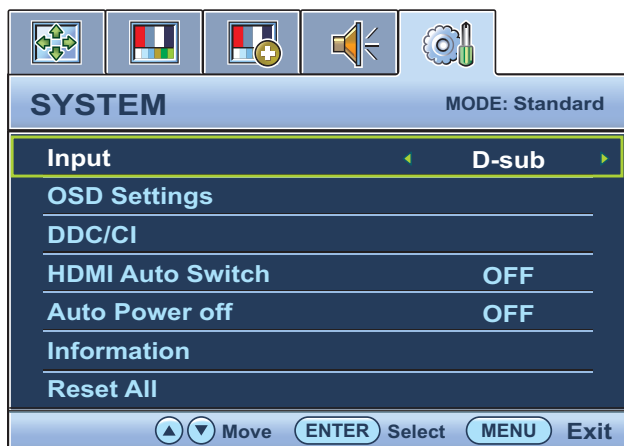 SYSTEM MODE: Standard
Input D-sub
OSD Settings
DDC/CI
HDMI Auto Switch OFF
Auto Power off OFF
Information
Reset All
Move ENTER Select MENU Exit